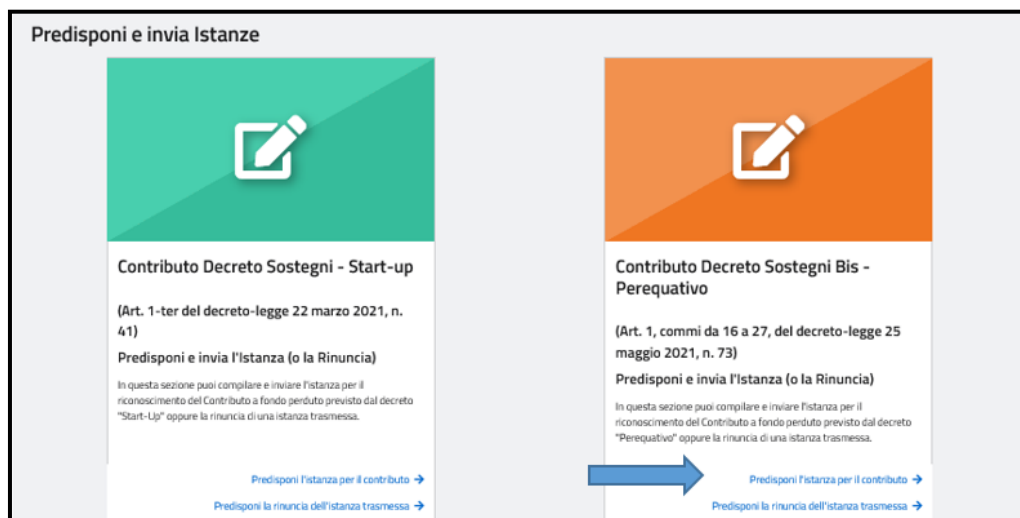 Predisponi e invia Istanze
Contributo Decreto Sostegni - Start-up
(Art. 1-ter del decreto-legge 22 marzo 2021, n.
41)
Predisponi e invia l'Istanza (o la Rinuncia)
In questa sezione puoi compilare e inviare l'istanza per il
riconoscimento del Contributo a fondo perduto previsto dal decreto
"Start-Up" oppure la rinuncia di una istanza trasmessa.
Predisponi l'istanza per il contributo →
Predisponi la rinuncia dell'istanza trasmessa →
Contributo Decreto Sostegni Bis -
Perequativo
(Art. 1, commi da 16 a 27, del decreto-legge 25
maggio 2021, n. 73)
Predisponi e invia l'Istanza (o la Rinuncia)
In questa sezione puoi compilare e inviare l'istanza per il
riconoscimento del Contributo a fondo perduto previsto dal decreto
"Perequativo" oppure la rinuncia di una istanza trasmessa.
Predisponi l'istanza per il contributo →
Predisponi la rinuncia dell'istanza trasmessa →